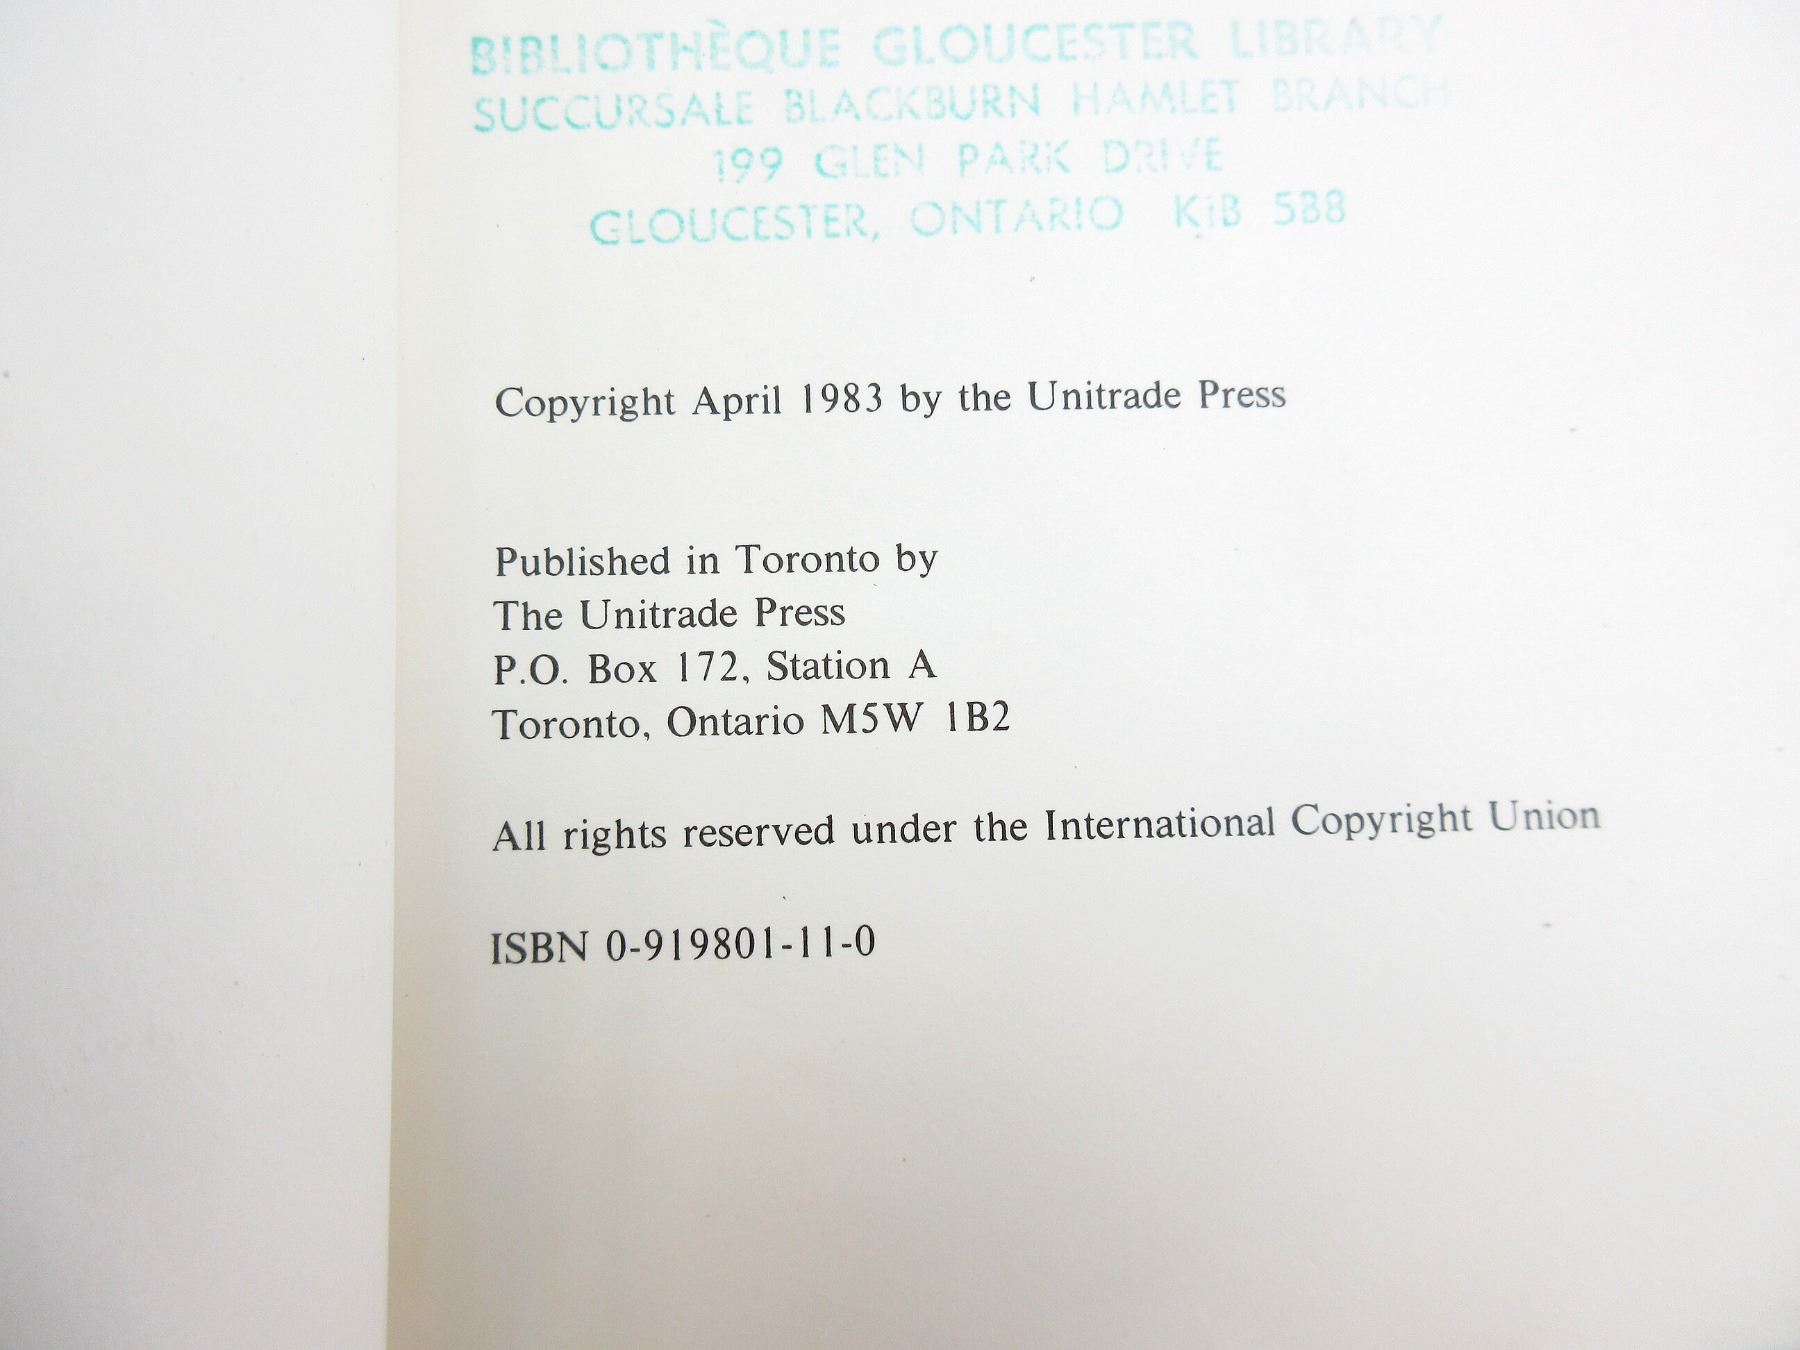 BIBLIOTHÈQUE GLOUCESTER LIBRARY
SUCCURSALE BLACKBURN HAMLET BRANCH
199 GLEN PARK DRIVE
GLOUCESTER, ONTARIO K1B 5B8
Copyright April 1983 by the Unitrade Press
Published in Toronto by
The Unitrade Press
P.O. Box 172, Station A
Toronto, Ontario M5W 1B2
All rights reserved under the International Copyright Union
ISBN 0-919801-11-0